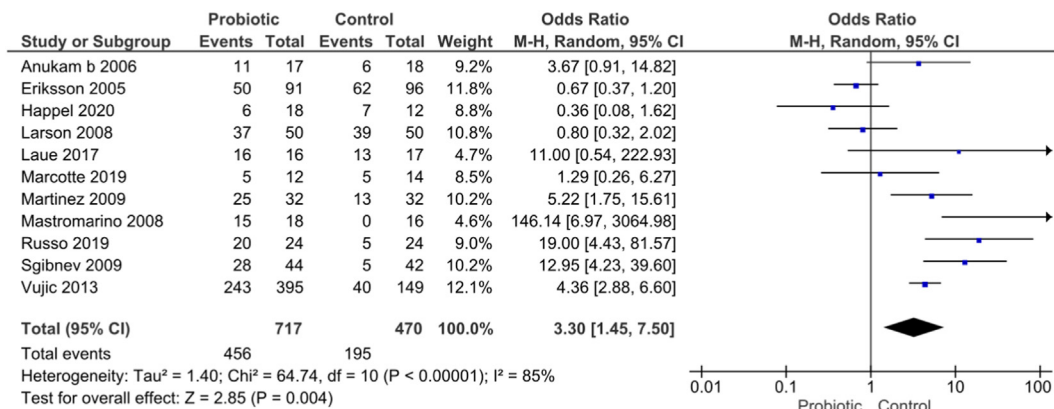 Probiotic Control Odds Ratio Odds Ratio
Study or Subgroup Events Total Events Total Weight M-H, Random, 95% CI M-H, Random, 95% CI
Anukam b 2006 11 17 6 18 9.2% 3.67 [0.91, 14.82]
Eriksson 2005 50 91 62 96 11.8% 0.67 [0.37, 1.20]
Happel 2020 6 18 7 12 8.8% 0.36 [0.08, 1.62]
Larson 2008 37 50 39 50 10.8% 0.80 [0.32, 2.02]
Laue 2017 16 16 13 17 4.7% 11.00 [0.54, 222.93]
Marcotte 2019 5 12 5 14 8.5% 1.29 [0.26, 6.27]
Martinez 2009 25 32 13 32 10.2% 5.22 [1.75, 15.61]
Mastromarino 2008 15 18 0 16 4.6% 146.14 [6.97, 3064.98]
Russo 2019 20 24 5 24 9.0% 19.00 [4.43, 81.57]
Sgibnev 2009 28 44 5 42 10.2% 12.95 [4.23, 39.60]
Vujic 2013 243 395 40 149 12.1% 4.36 [2.88, 6.60]
Total (95% CI) 717 470 100.0% 3.30 [1.45, 7.50]
Total events 456 195
Heterogeneity: Tau² = 1.40; Chi² = 64.74, df = 10 (P < 0.00001); I² = 85%
Test for overall effect: Z = 2.85 (P = 0.004)
0.01 0.1 1 10 100
Probiotic Control